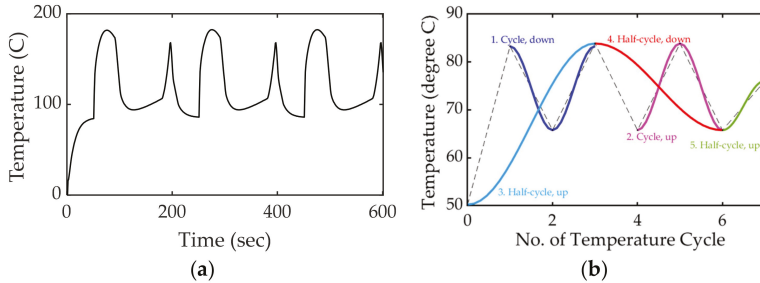 200
100
0
0
200
400
600
Temperature (C)
Time (sec)
(a)
90
80
70
60
50
0
2
4
6
Temperature (degree C)
No. of Temperature Cycle
1. Cycle, down
4. Half-cycle, down
2. Cycle, up
5. Half-cycle, up
3. Half-cycle, up
(b)